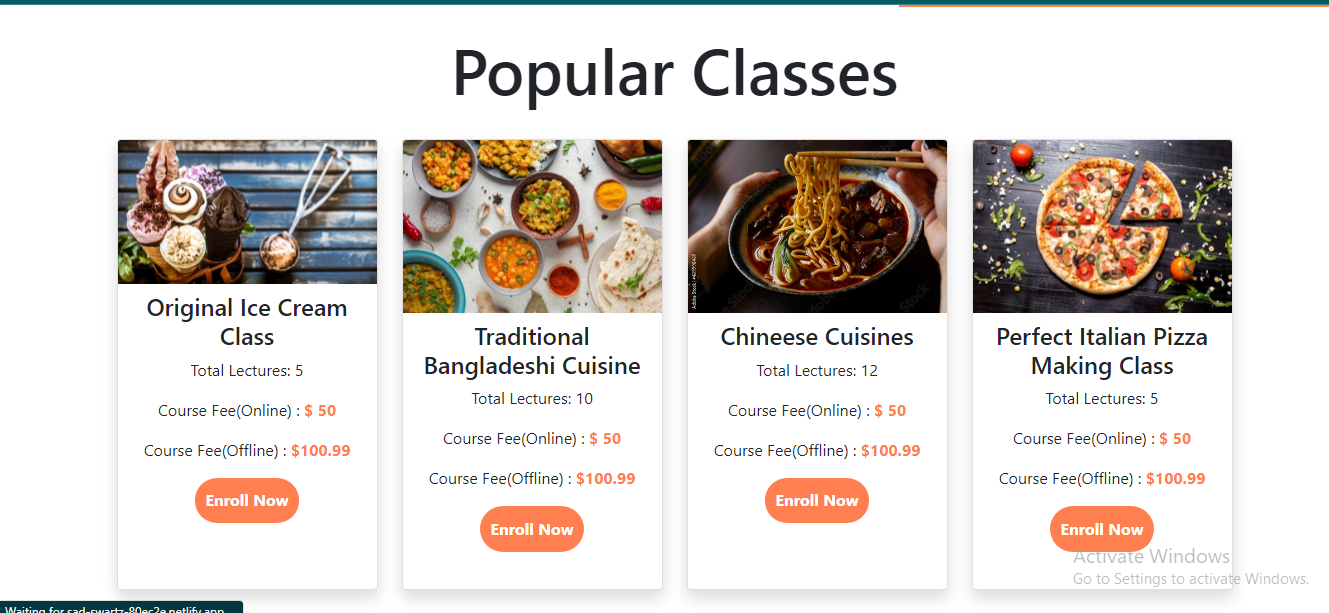 Popular Classes
Original Ice Cream
Class
Total Lectures: 5
Course Fee(Online) : $ 50
Course Fee(Offline) : $100.99
Enroll Now
Traditional
Bangladeshi Cuisine
Total Lectures: 10
Course Fee(Online) : $ 50
Course Fee(Offline) : $100.99
Enroll Now
Chineese Cuisines
Total Lectures: 12
Course Fee(Online) : $ 50
Course Fee(Offline) : $100.99
Enroll Now
Perfect Italian Pizza
Making Class
Total Lectures: 5
Course Fee(Online) : $ 50
Course Fee(Offline) : $100.99
Enroll Now
Activate Windows
Go to Settings to activate Windows.
Waiting for sad-swartz-80ec2e.netlify.app...